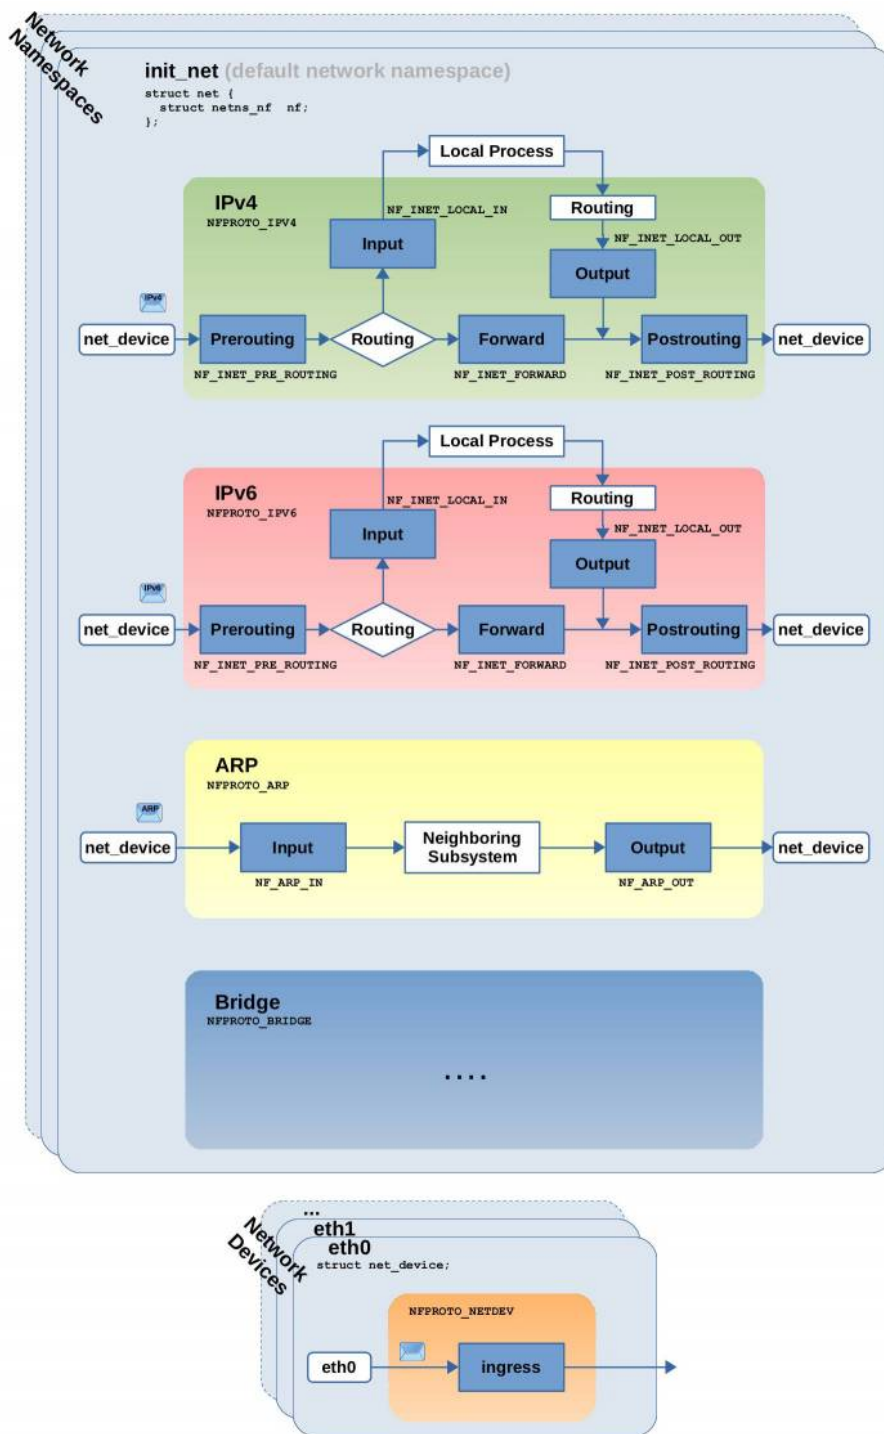 Network
Namespaces
init_net (default network namespace)
struct net {
struct netns_nf nf;
};
Local Process
IPv4
NFPROTO_IPV4
NF_INET_LOCAL_IN
Routing
Input
NF_INET_LOCAL_OUT
Output
IPv4
net_device
Prerouting
Routing
Forward
Postrouting
net_device
NF_INET_PRE_ROUTING
NF_INET_FORWARD
NF_INET_POST_ROUTING
Local Process
IPv6
NFPROTO_IPV6
NF_INET_LOCAL_IN
Routing
Input
NF_INET_LOCAL_OUT
Output
IPv6
net_device
Prerouting
Routing
Forward
Postrouting
net_device
NF_INET_PRE_ROUTING
NF_INET_FORWARD
NF_INET_POST_ROUTING
ARP
NFPROTO_ARP
ARP
net_device
Input
Neighboring
Subsystem
Output
net_device
NF_ARP_IN
NF_ARP_OUT
Bridge
NFPROTO_BRIDGE
....
Network
Devices
...
eth1
eth0
struct net_device;
NFPROTO_NETDEV
eth0
ingress